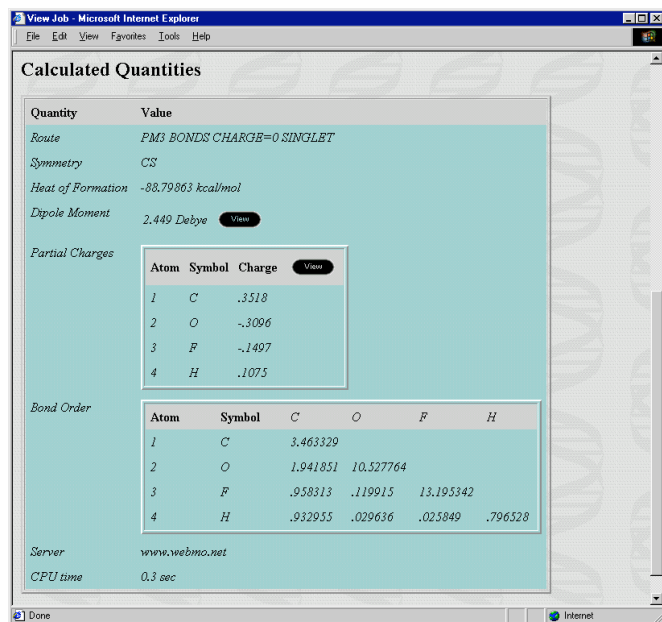 View Job - Microsoft Internet Explorer
File Edit View Favorites Tools Help
Calculated Quantities
Quantity Value
Route PM3 BONDS CHARGE=0 SINGLET
Symmetry CS
Heat of Formation -88.79863 kcal/mol
Dipole Moment 2.449 Debye View
Partial Charges
Atom Symbol Charge View
1 C .3518
2 O -.3096
3 F -.1497
4 H .1075
Bond Order
Atom Symbol C O F H
1 C 3.463329
2 O 1.941851 10.527764
3 F .958313 .119915 13.195342
4 H .932955 .029636 .025849 .796528
Server www.webmo.net
CPU time 0.3 sec
Done Internet